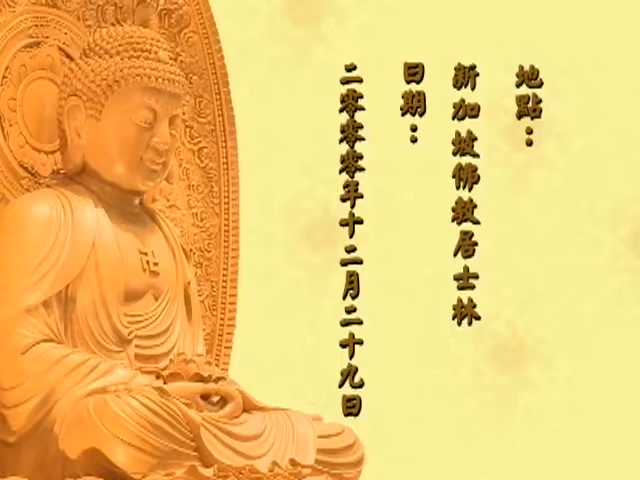 地點：
新加坡佛教居士林
日期：
二零零零年十二月二十九日